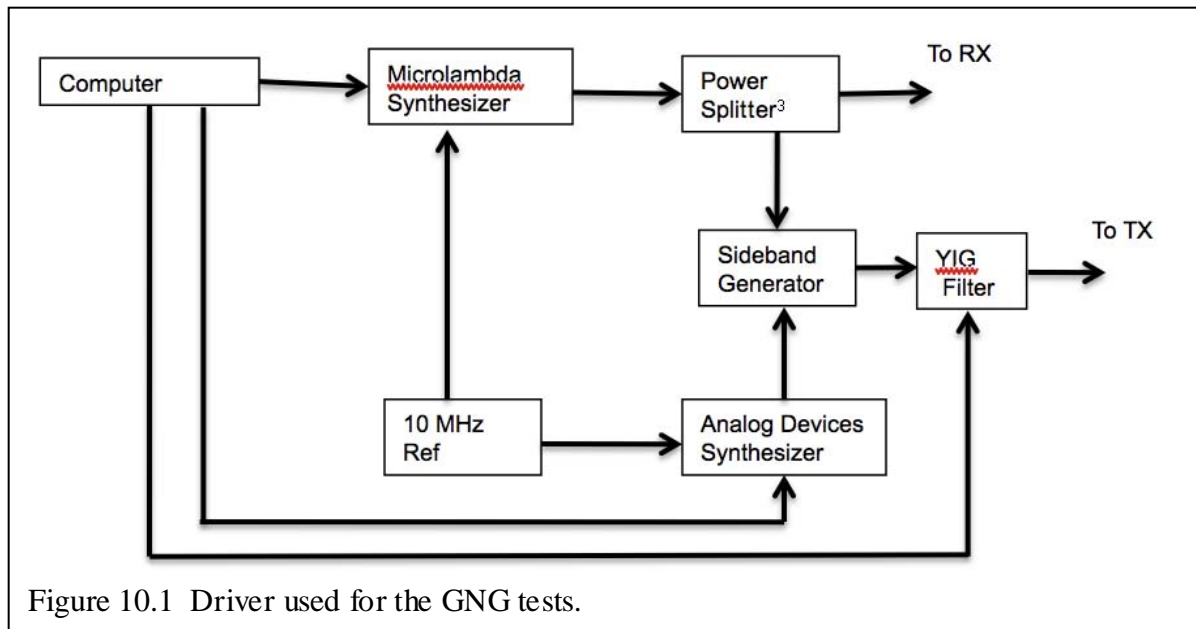 To RX
Computer
Microlambda
Synthesizer
Power
Splitter³
To TX
Sideband
Generator
YIG
Filter
10 MHz
Ref
Analog Devices
Synthesizer
Figure 10.1 Driver used for the GNG tests.